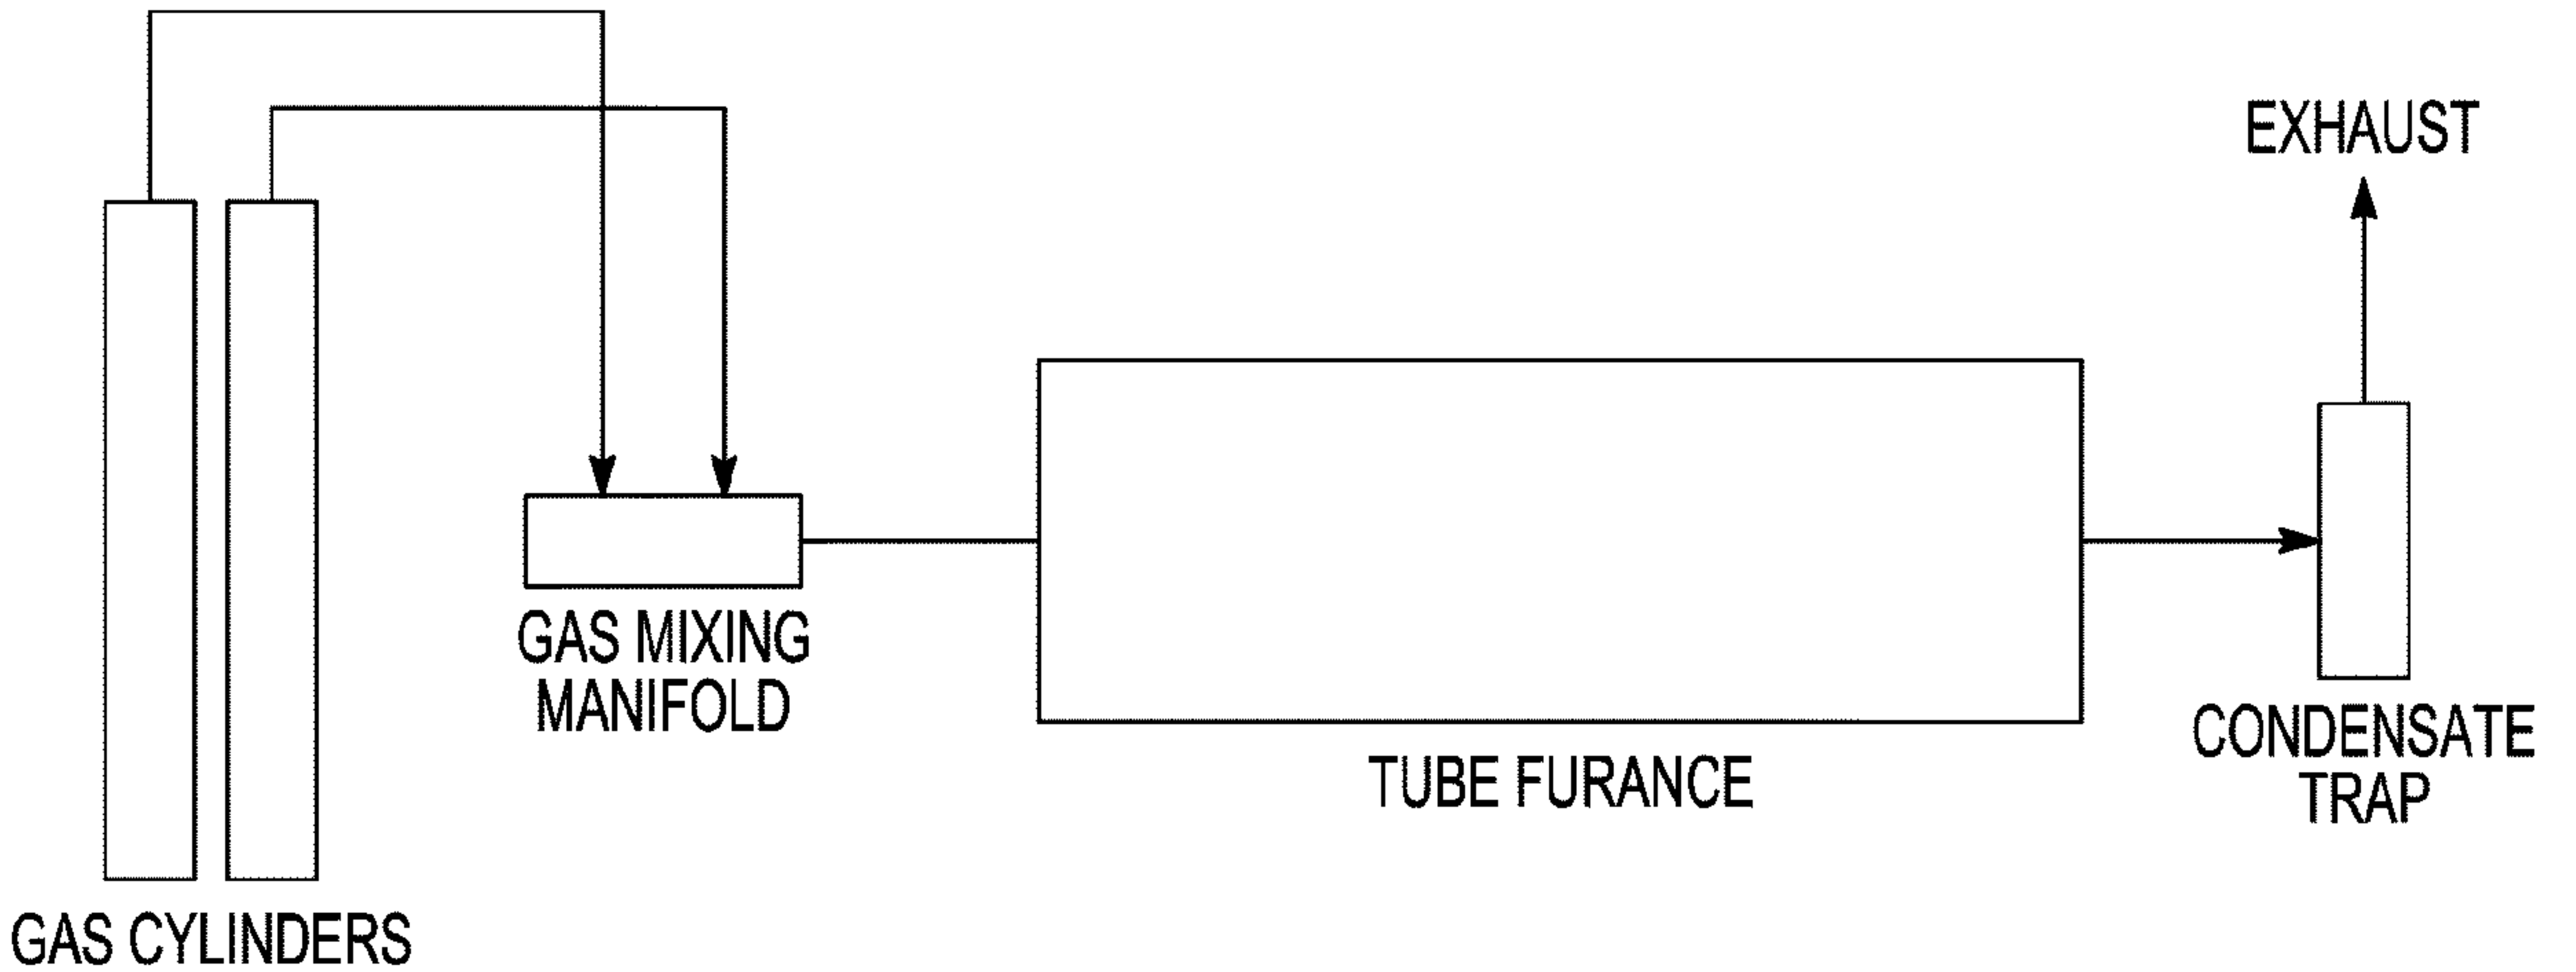 EXHAUST
GAS MIXING
MANIFOLD
TUBE FURANCE
CONDENSATE
TRAP
GAS CYLINDERS